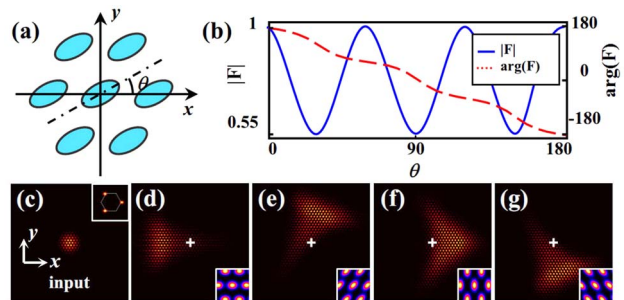 (a)
y
θ
x
(b)
1
0.55
|F|
|F|
arg(F)
180
0
-180
arg(F)
0
90
180
θ
(c)
y
x
input
(d)
(e)
(f)
(g)